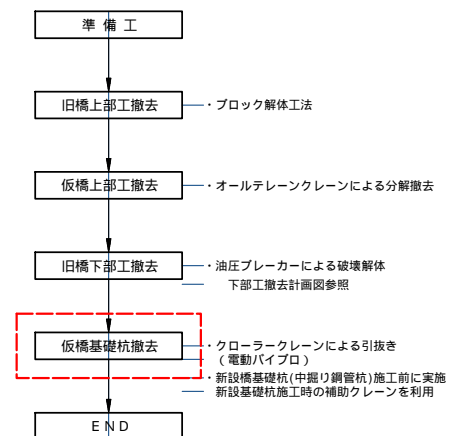 準 備 工
旧橋上部工撤去
・ブロック解体工法
仮橋上部工撤去
・オールテレーンクレーンによる分解撤去
旧橋下部工撤去
・油圧ブレーカーによる破壊解体
下部工撤去計画図参照
仮橋基礎杭撤去
・クローラークレーンによる引抜き
（電動バイブロ）
・新設橋基礎杭(中掘り鋼管杭)施工前に実施
新設基礎杭施工時の補助クレーンを利用
E N D